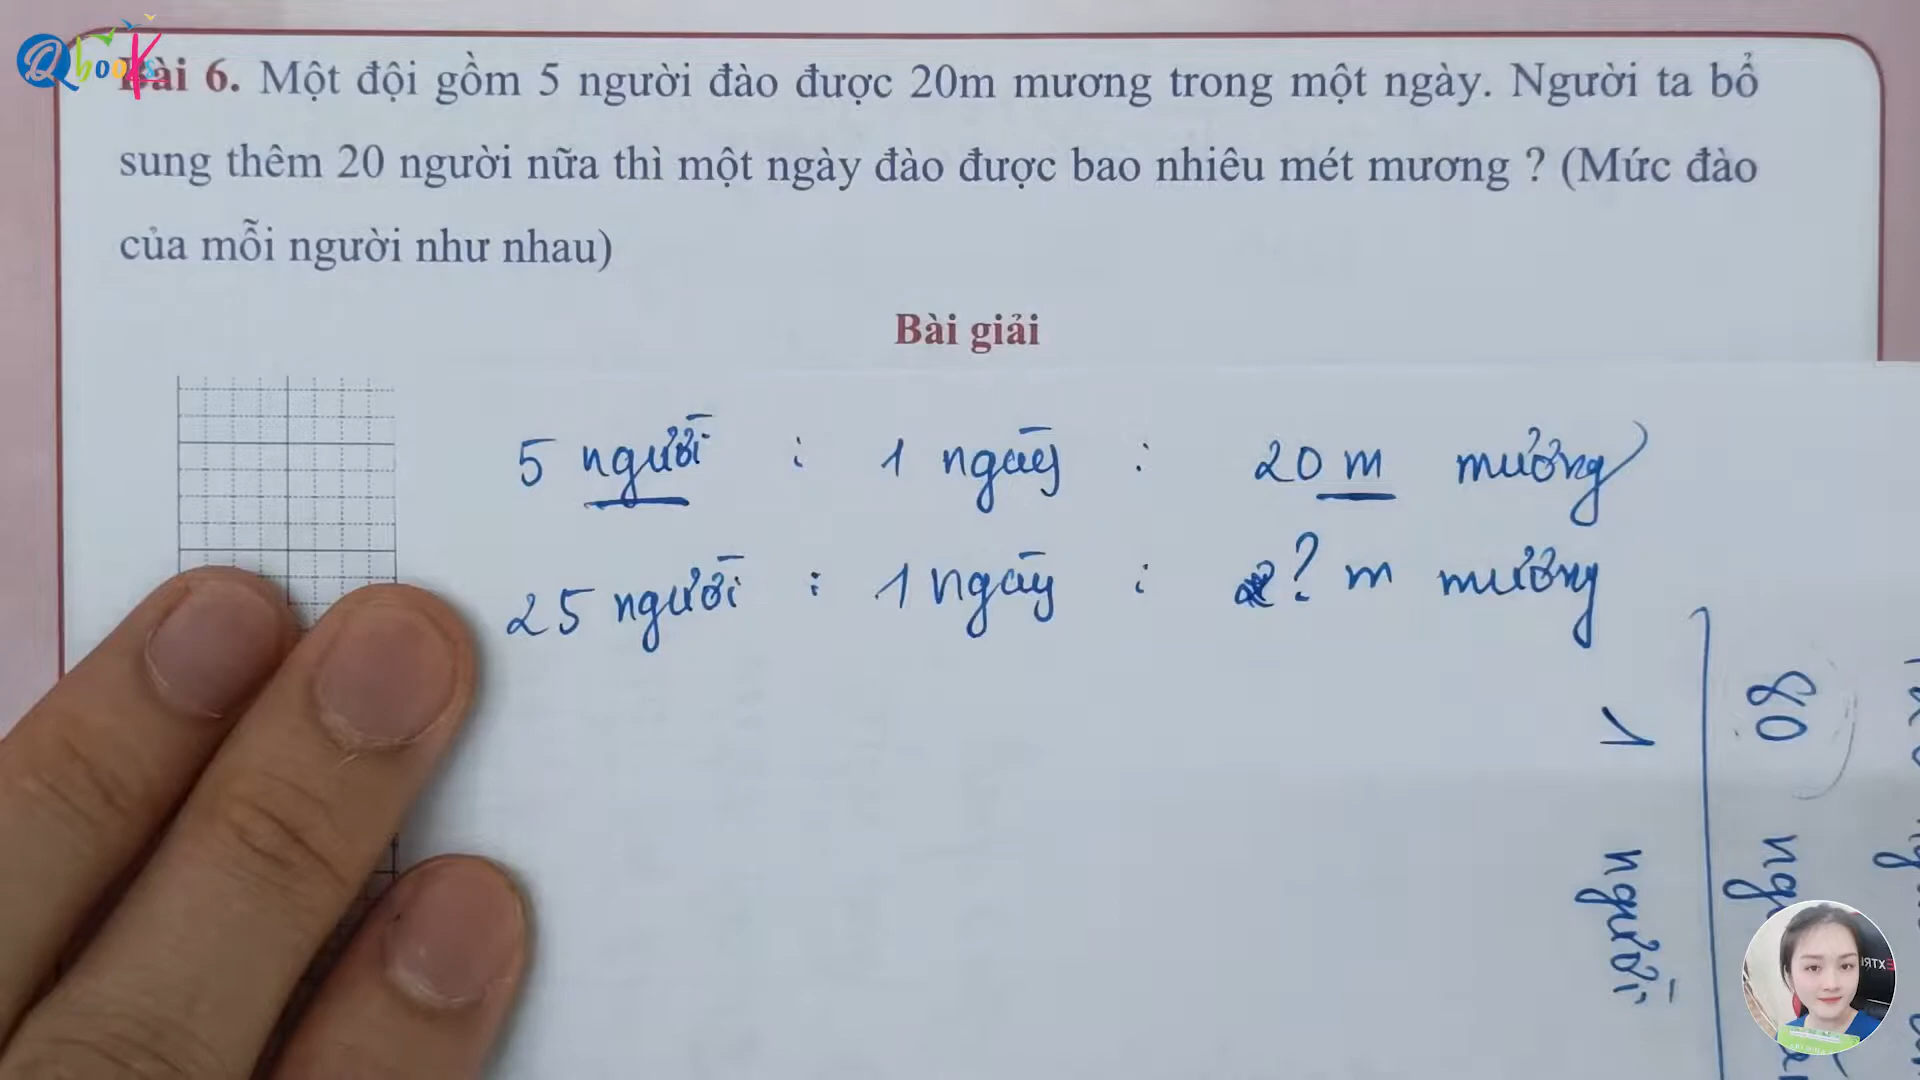 Qbooks
Bài 6. Một đội gồm 5 người đào được 20m mương trong một ngày. Người ta bổ
sung thêm 20 người nữa thì một ngày đào được bao nhiêu mét mương ? (Mức đào
của mỗi người như nhau)
Bài giải
5 người : 1 ngày : 20 m mương
25 người : 1 ngày : ? m mương
80
1 người